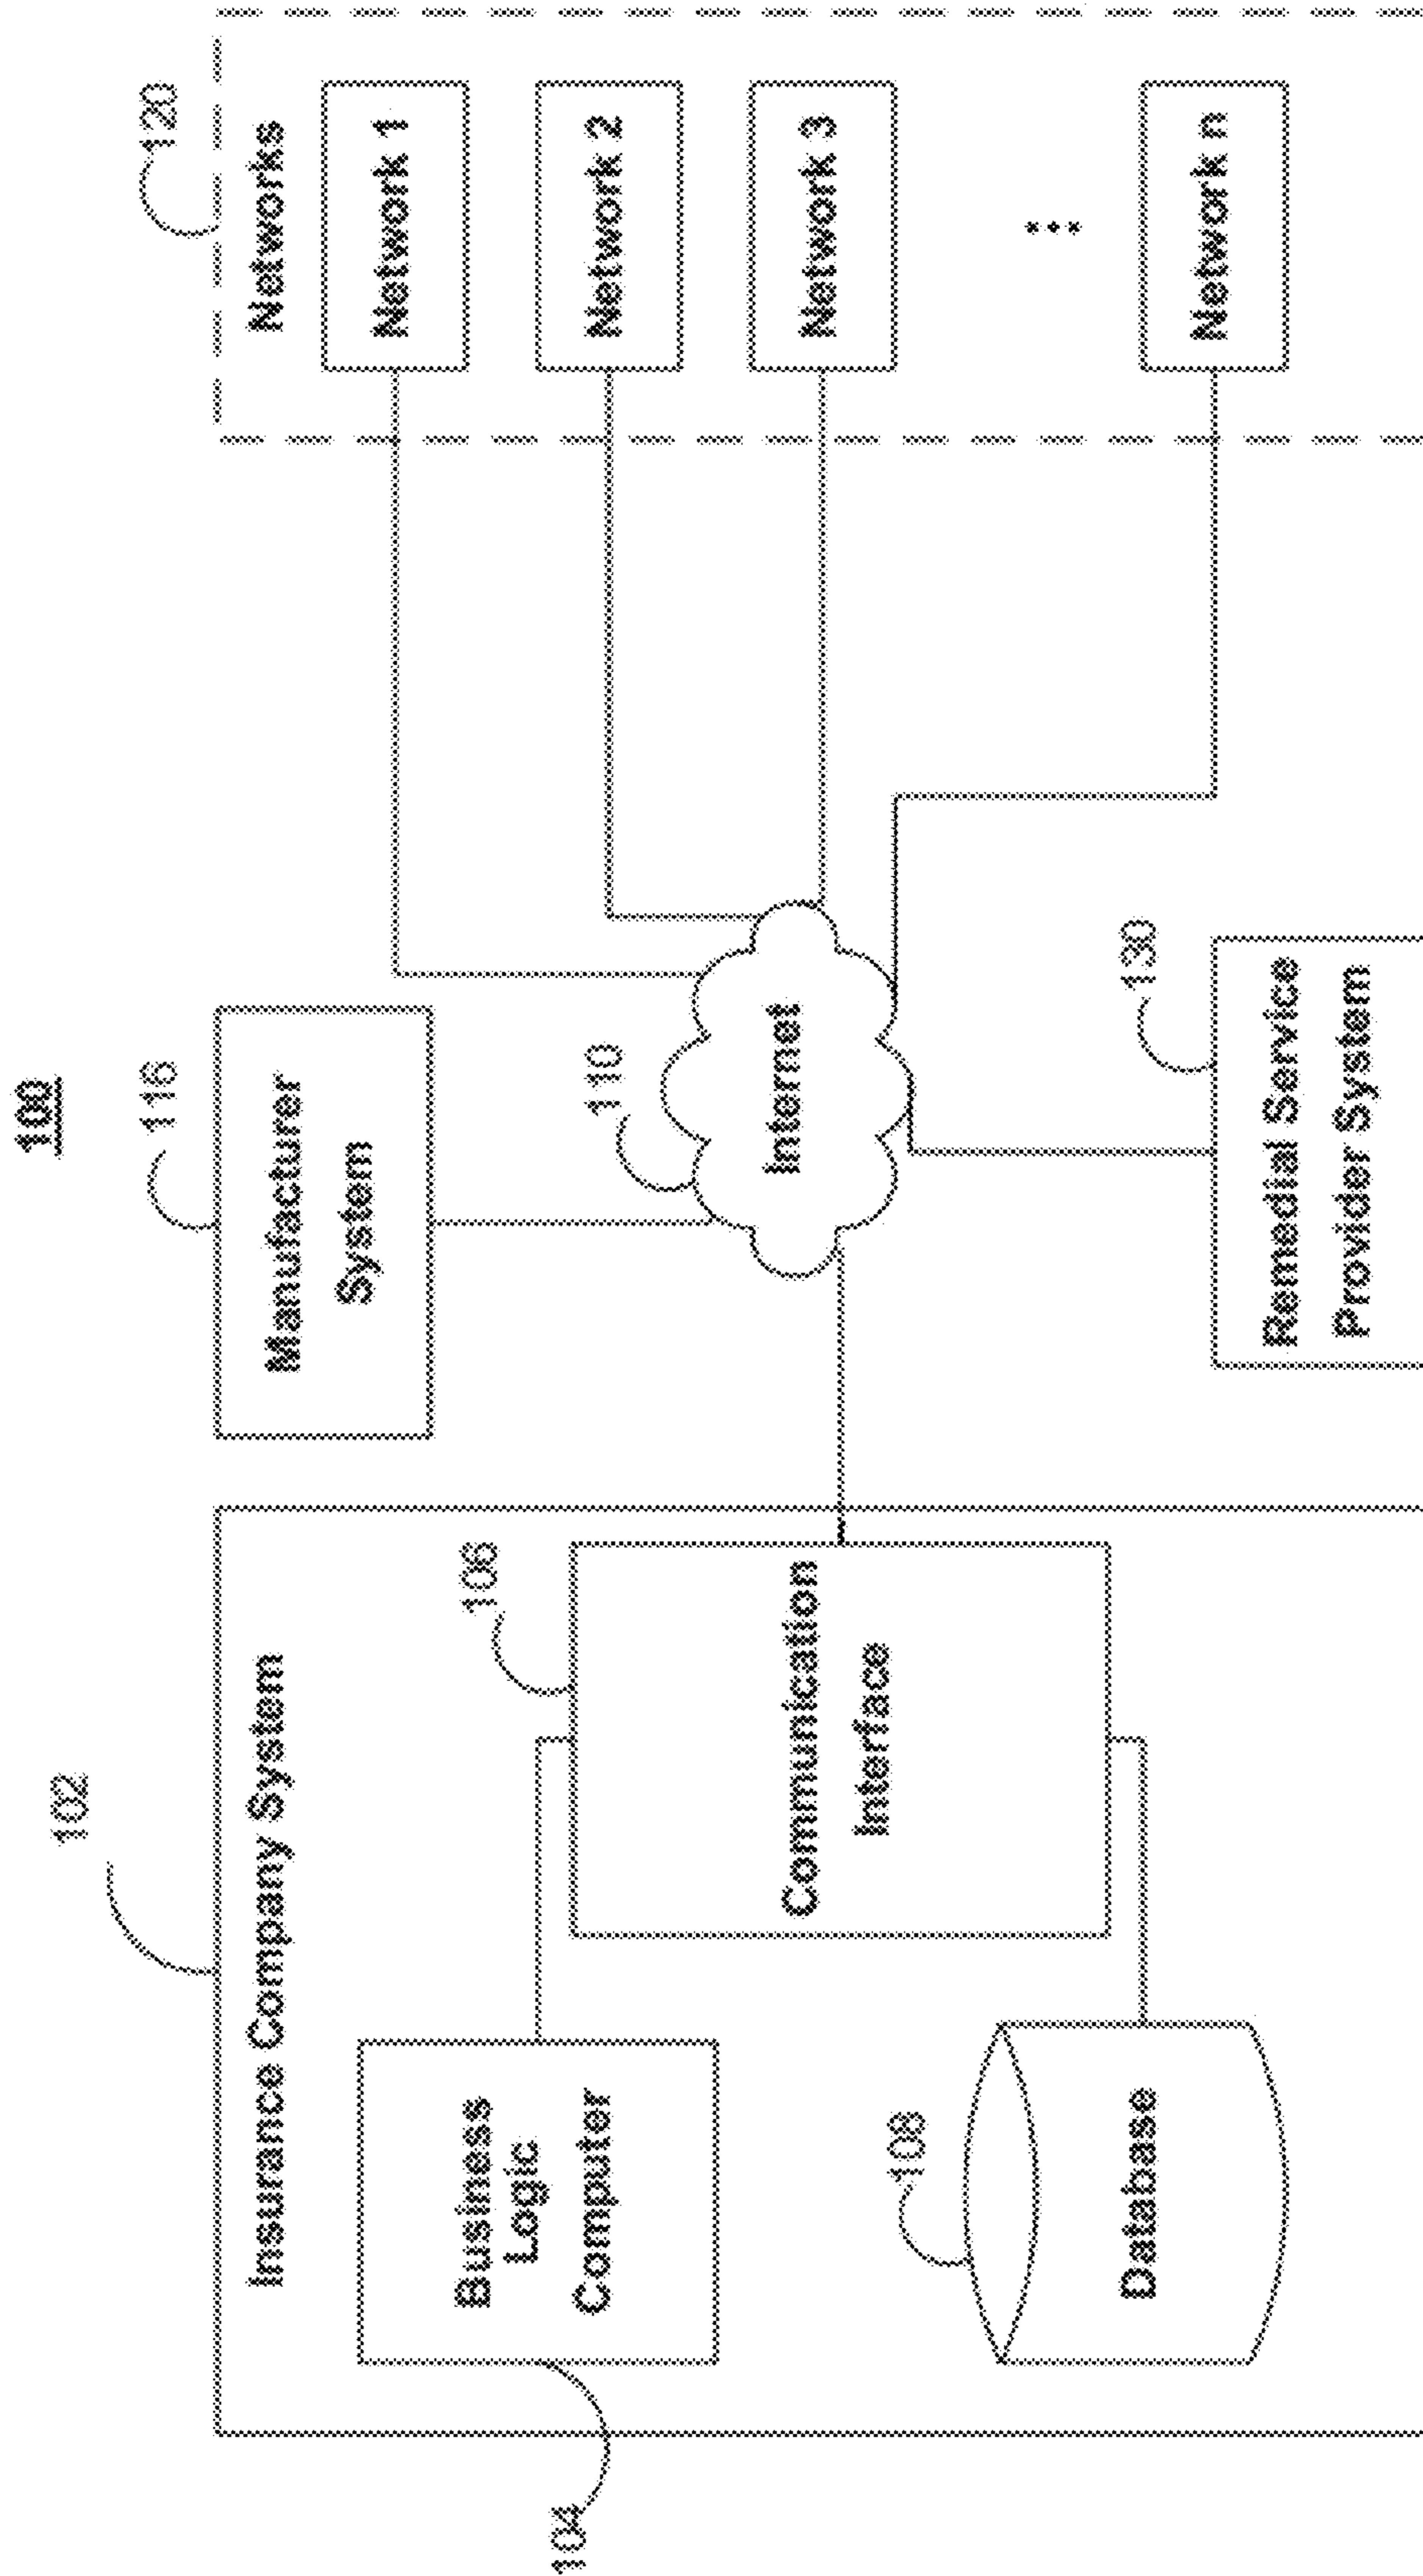 100
102
Insurance Company System
104
Business
Logic
Computer
106
Communication
Interface
108
Database
116
Manufacturer
System
110
Internet
130
Remedial Service
Provider System
120
Networks
Network 1
Network 2
Network 3
...
Network n